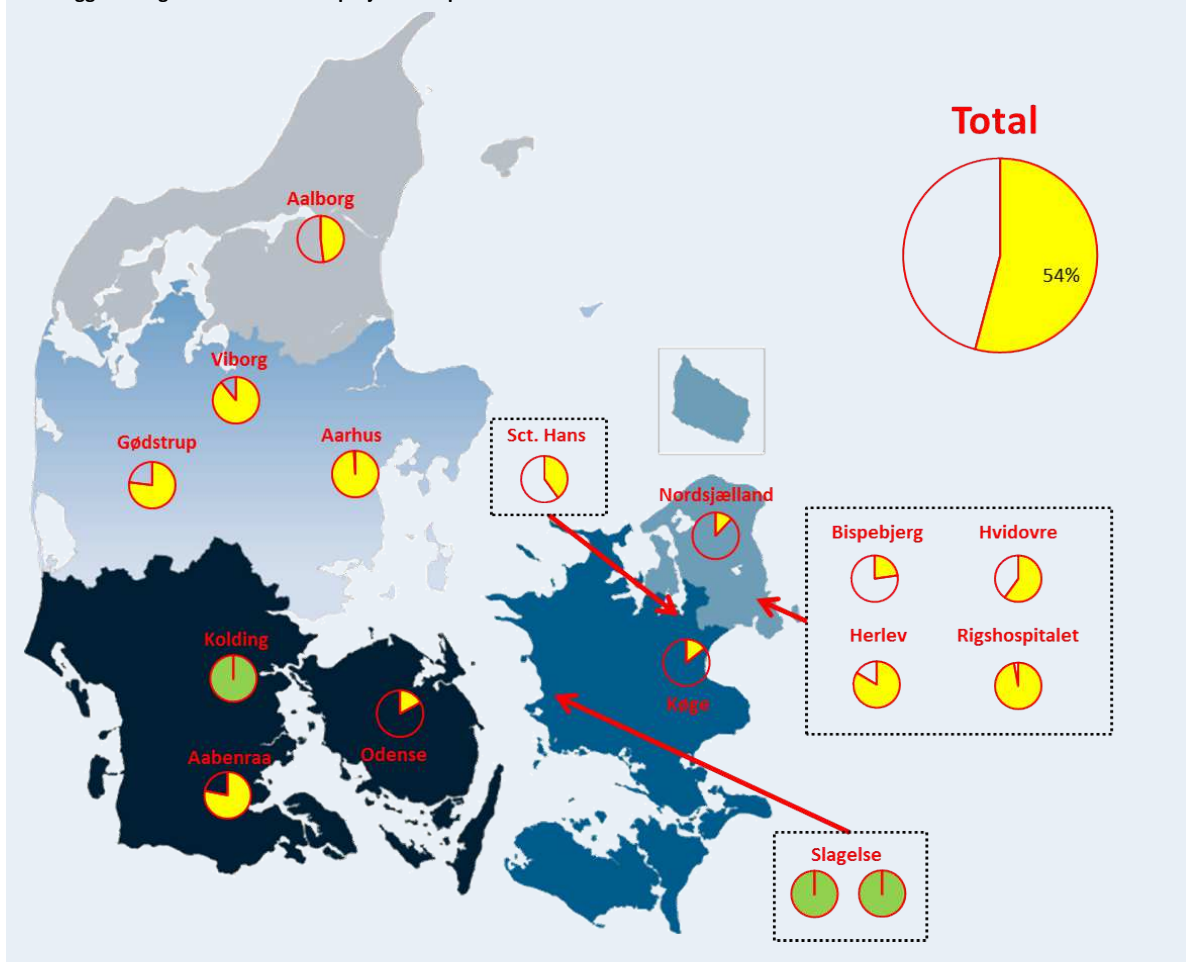 Total
54%
Aalborg
Viborg
Gødstrup
Aarhus
Sct. Hans
Nordsjælland
Bispebjerg
Hvidovre
Herlev
Rigshospitalet
Kolding
Køge
Odense
Aabenraa
Slagelse